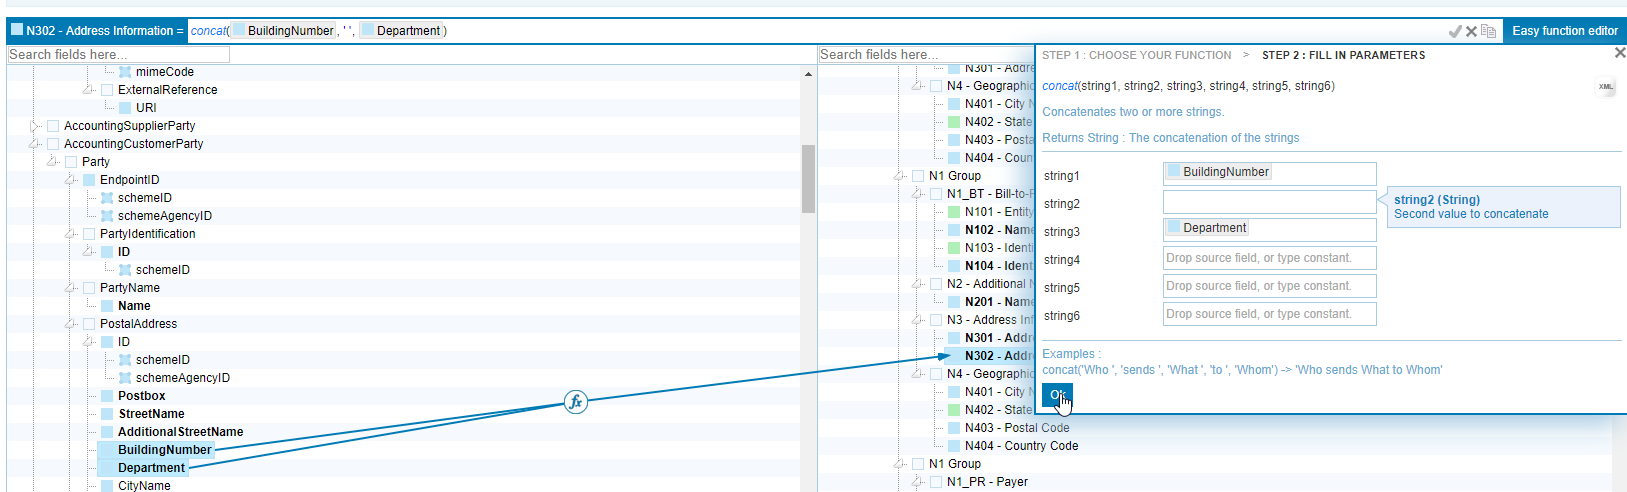 N302 - Address Information = concat( BuildingNumber , ' ', Department )
Easy function editor
Search fields here...
mimeCode
ExternalReference
URI
AccountingSupplierParty
AccountingCustomerParty
Party
EndpointID
schemeID
schemeAgencyID
PartyIdentification
ID
schemeID
PartyName
Name
PostalAddress
ID
schemeID
schemeAgencyID
Postbox
StreetName
AdditionalStreetName
BuildingNumber
Department
CityName
fx
Search fields here...
N301 - Addre
N4 - Geographic
N401 - City N
N402 - State
N403 - Posta
N404 - Coun
N1 Group
N1_BT - Bill-to-P
N101 - Entity
N102 - Name
N103 - Identi
N104 - Ident
N2 - Additional N
N201 - Name
N3 - Address Inf
N301 - Addre
N302 - Addre
N4 - Geographic
N401 - City N
N402 - State
N403 - Postal Code
N404 - Country Code
N1 Group
N1_PR - Payer
STEP 1 : CHOOSE YOUR FUNCTION > STEP 2 : FILL IN PARAMETERS
concat(string1, string2, string3, string4, string5, string6)
XML
Concatenates two or more strings.
Returns String : The concatenation of the strings
string1 BuildingNumber
string2
string2 (String)
Second value to concatenate
string3 Department
string4 Drop source field, or type constant.
string5 Drop source field, or type constant.
string6 Drop source field, or type constant.
Examples :
concat('Who ', 'sends ', 'What ', 'to ', 'Whom') -> 'Who sends What to Whom'
Ok